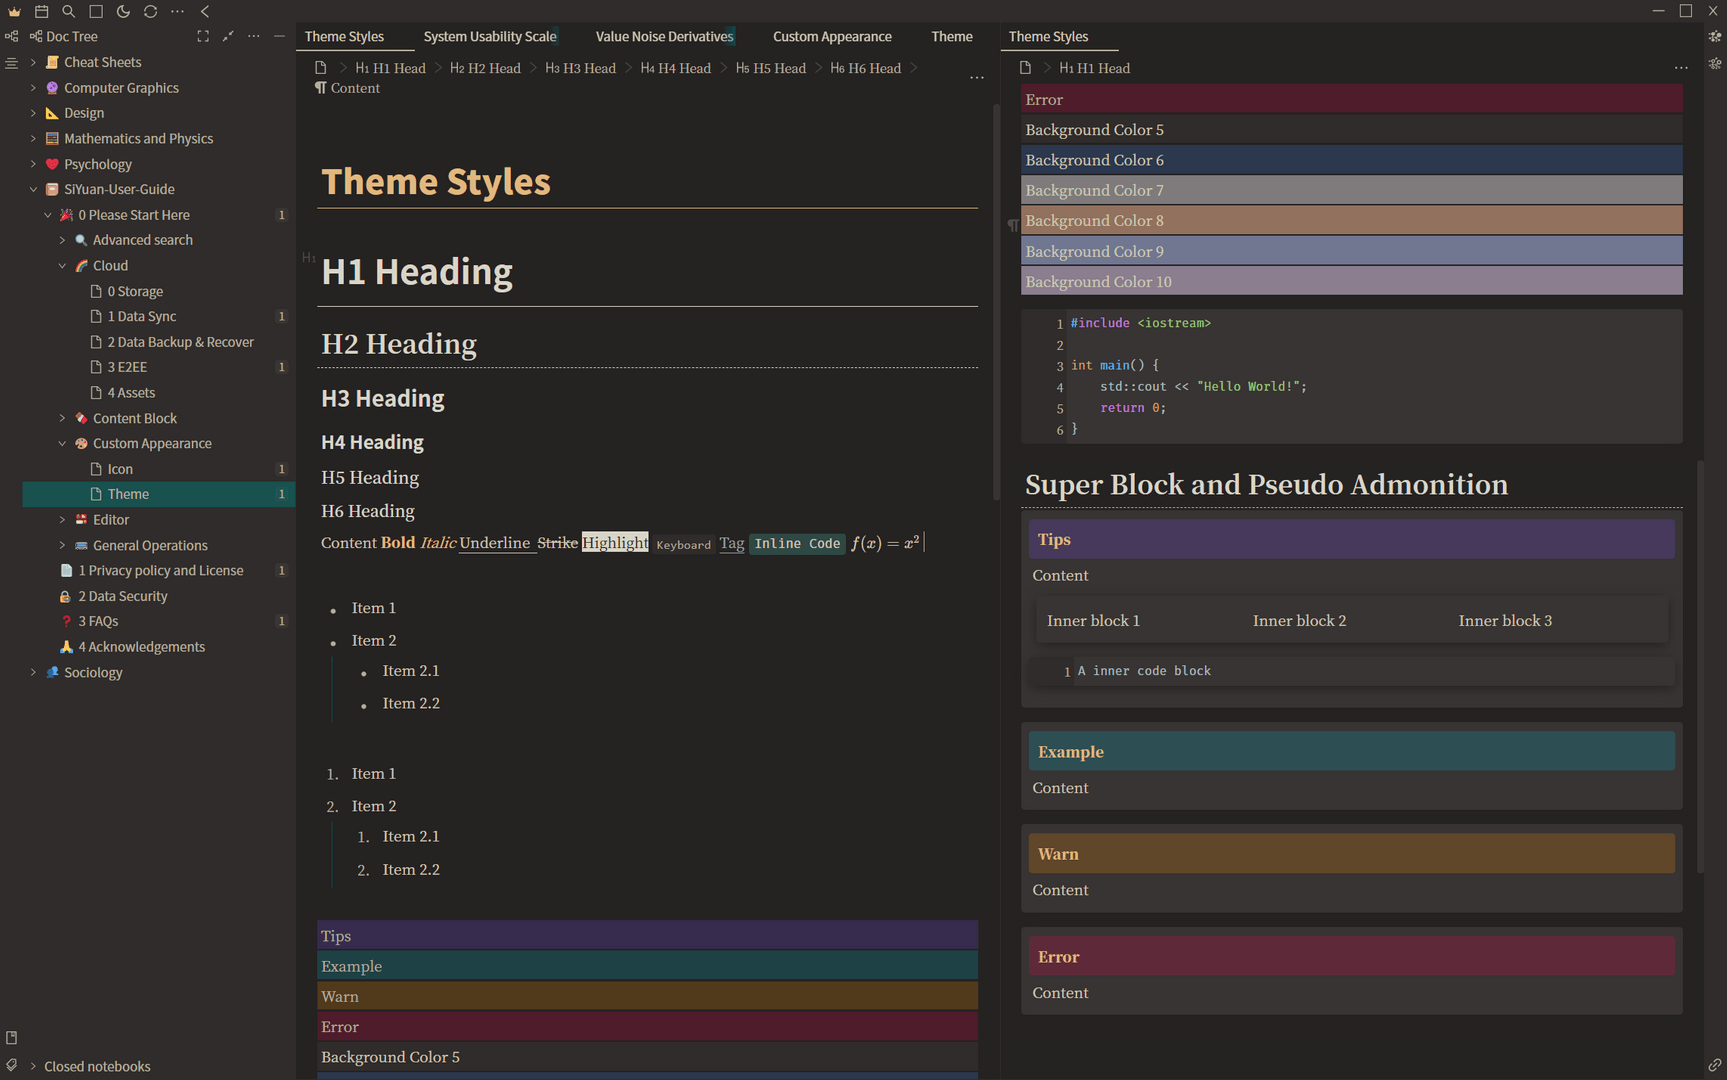 Doc Tree
Cheat Sheets
Computer Graphics
Design
Mathematics and Physics
Psychology
SiYuan-User-Guide
0 Please Start Here 1
Advanced search
Cloud
0 Storage
1 Data Sync 1
2 Data Backup & Recover
3 E2EE 1
4 Assets
Content Block
Custom Appearance
Icon 1
Theme 1
Editor
General Operations
1 Privacy policy and License 1
2 Data Security
3 FAQs 1
4 Acknowledgements
Sociology
Closed notebooks
Theme Styles System Usability Scale Value Noise Derivatives Custom Appearance Theme
H1 H1 Head H2 H2 Head H3 H3 Head H4 H4 Head H5 H5 Head H6 H6 Head
¶ Content
Theme Styles
H1
H1 Heading
H2 Heading
H3 Heading
H4 Heading
H5 Heading
H6 Heading
Content Bold Italic Underline Strike Highlight Keyboard Tag Inline Code f(x) = x²
• Item 1
• Item 2
• Item 2.1
• Item 2.2
1. Item 1
2. Item 2
1. Item 2.1
2. Item 2.2
Tips
Example
Warn
Error
Background Color 5
Theme Styles
H1 H1 Head
Error
Background Color 5
Background Color 6
Background Color 7
¶
Background Color 8
Background Color 9
Background Color 10
1 #include <iostream>
2
3 int main() {
4 std::cout << "Hello World!";
5 return 0;
6 }
Super Block and Pseudo Admonition
Tips
Content
Inner block 1 Inner block 2 Inner block 3
1 A inner code block
Example
Content
Warn
Content
Error
Content